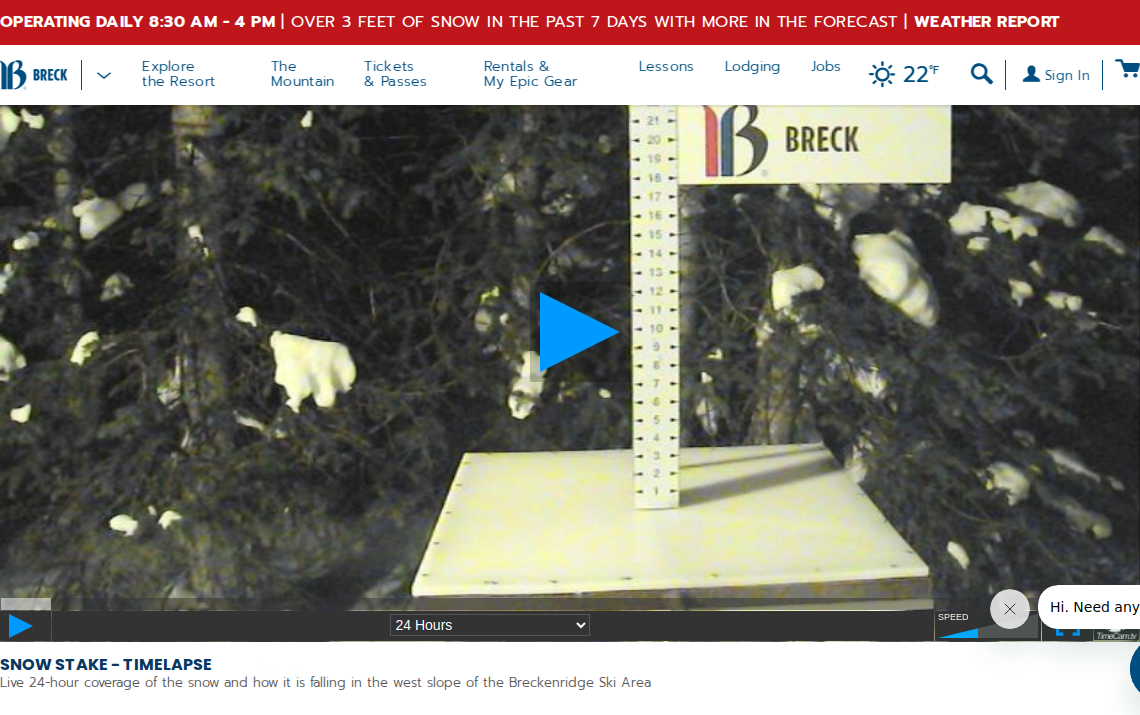 OPERATING DAILY 8:30 AM - 4 PM | OVER 3 FEET OF SNOW IN THE PAST 7 DAYS WITH MORE IN THE FORECAST | WEATHER REPORT
BRECK
Explore
the Resort
The
Mountain
Tickets
& Passes
Rentals &
My Epic Gear
Lessons
Lodging
Jobs
22°F
Sign In
BRECK
21
20
19
18
17
16
15
14
13
12
11
10
9
8
7
6
5
4
3
2
1
24 Hours
SPEED
Hi. Need any
TimeCam.tv
SNOW STAKE - TIMELAPSE
Live 24-hour coverage of the snow and how it is falling in the west slope of the Breckenridge Ski Area